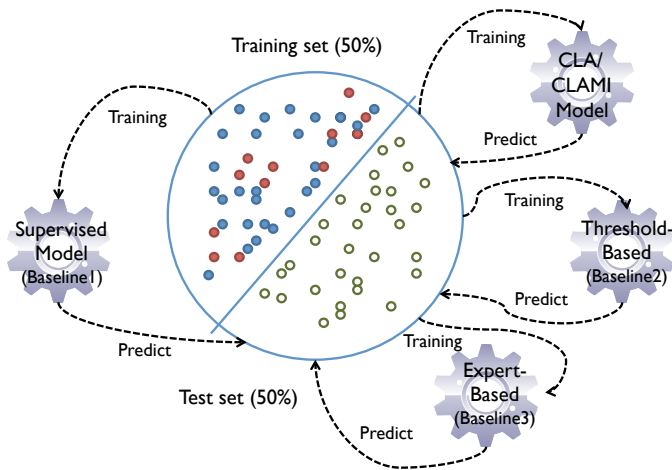 Training set (50%)
Training
CLA/
CLAMI
Model
Predict
Training
Supervised
Model
(Baseline1)
Predict
Training
Threshold-
Based
(Baseline2)
Predict
Training
Expert-
Based
(Baseline3)
Predict
Test set (50%)